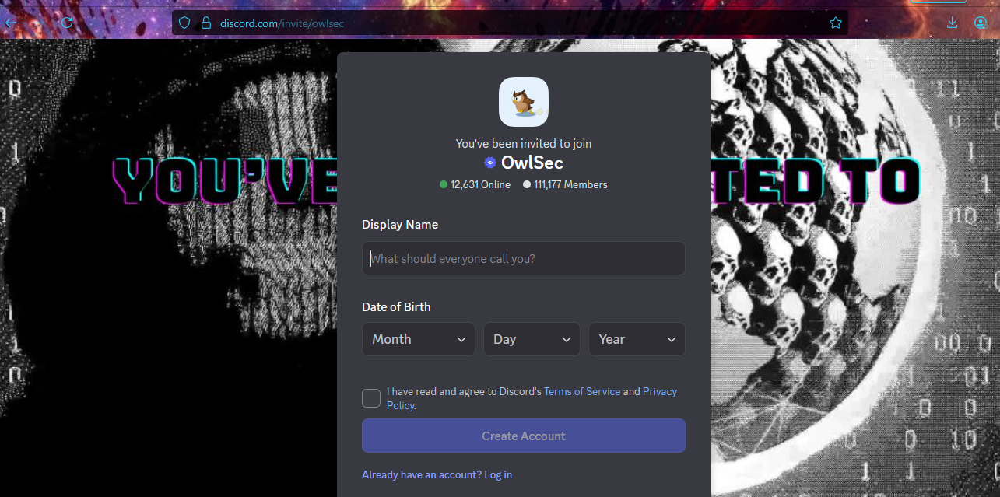 discord.com/invite/owlsec
You've been invited to join
OwlSec
12,631 Online 111,177 Members
YOU'VE TED TO
Display Name
What should everyone call you?
Date of Birth
Month Day Year
I have read and agree to Discord's Terms of Service and Privacy
Policy.
Create Account
Already have an account? Log in